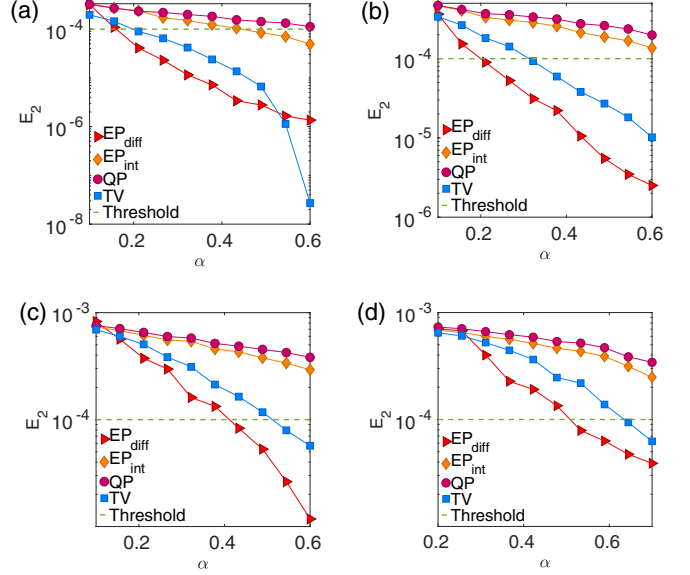 (a)
10^-4
10^-6
10^-8
E_2
EP_diff
EP_int
QP
TV
Threshold
0.2 0.4 0.6
α
(b)
10^-4
10^-5
10^-6
E_2
EP_diff
EP_int
QP
TV
Threshold
0.2 0.4 0.6
α
(c)
10^-3
10^-4
E_2
EP_diff
EP_int
QP
TV
Threshold
0.2 0.4 0.6
α
(d)
10^-3
10^-4
E_2
EP_diff
EP_int
QP
TV
Threshold
0.2 0.4 0.6
α